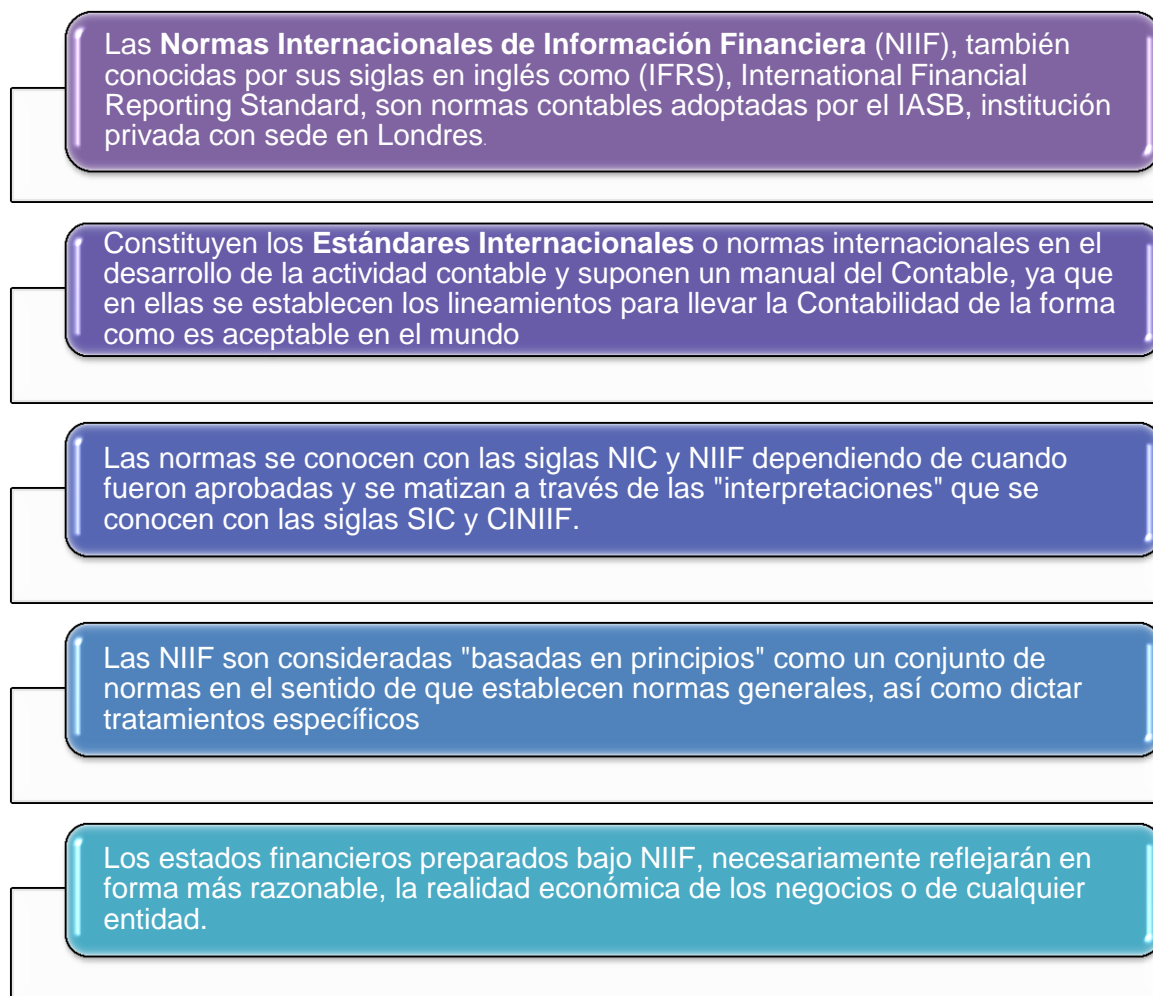 Las Normas Internacionales de Información Financiera (NIIF), también
conocidas por sus siglas en inglés como (IFRS), International Financial
Reporting Standard, son normas contables adoptadas por el IASB, institución
privada con sede en Londres.
Constituyen los Estándares Internacionales o normas internacionales en el
desarrollo de la actividad contable y suponen un manual del Contable, ya que
en ellas se establecen los lineamientos para llevar la Contabilidad de la forma
como es aceptable en el mundo
Las normas se conocen con las siglas NIC y NIIF dependiendo de cuando
fueron aprobadas y se matizan a través de las "interpretaciones" que se
conocen con las siglas SIC y CINIIF.
Las NIIF son consideradas "basadas en principios" como un conjunto de
normas en el sentido de que establecen normas generales, así como dictar
tratamientos específicos
Los estados financieros preparados bajo NIIF, necesariamente reflejarán en
forma más razonable, la realidad económica de los negocios o de cualquier
entidad.